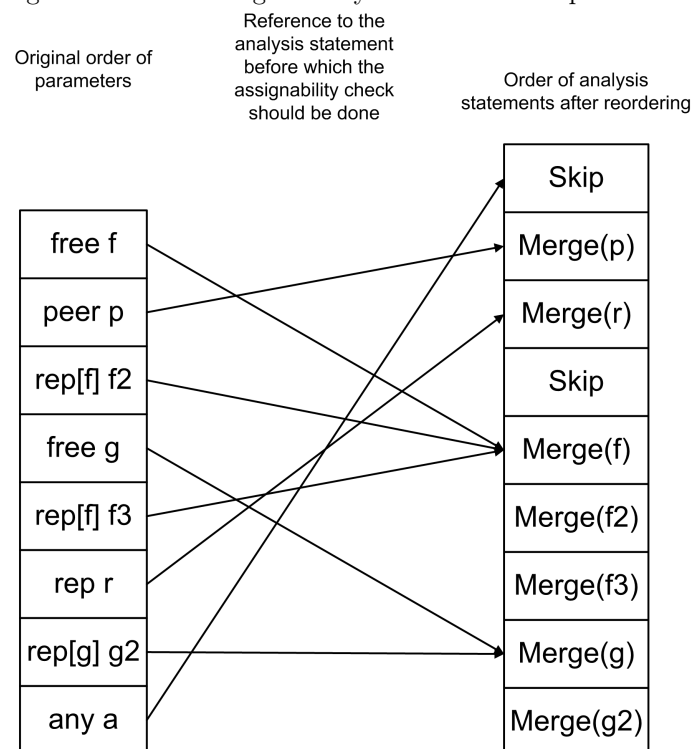 Original order of
parameters
Reference to the
analysis statement
before which the
assignability check
should be done
Order of analysis
statements after reordering
free f
peer p
rep[f] f2
free g
rep[f] f3
rep r
rep[g] g2
any a
Skip
Merge(p)
Merge(r)
Skip
Merge(f)
Merge(f2)
Merge(f3)
Merge(g)
Merge(g2)